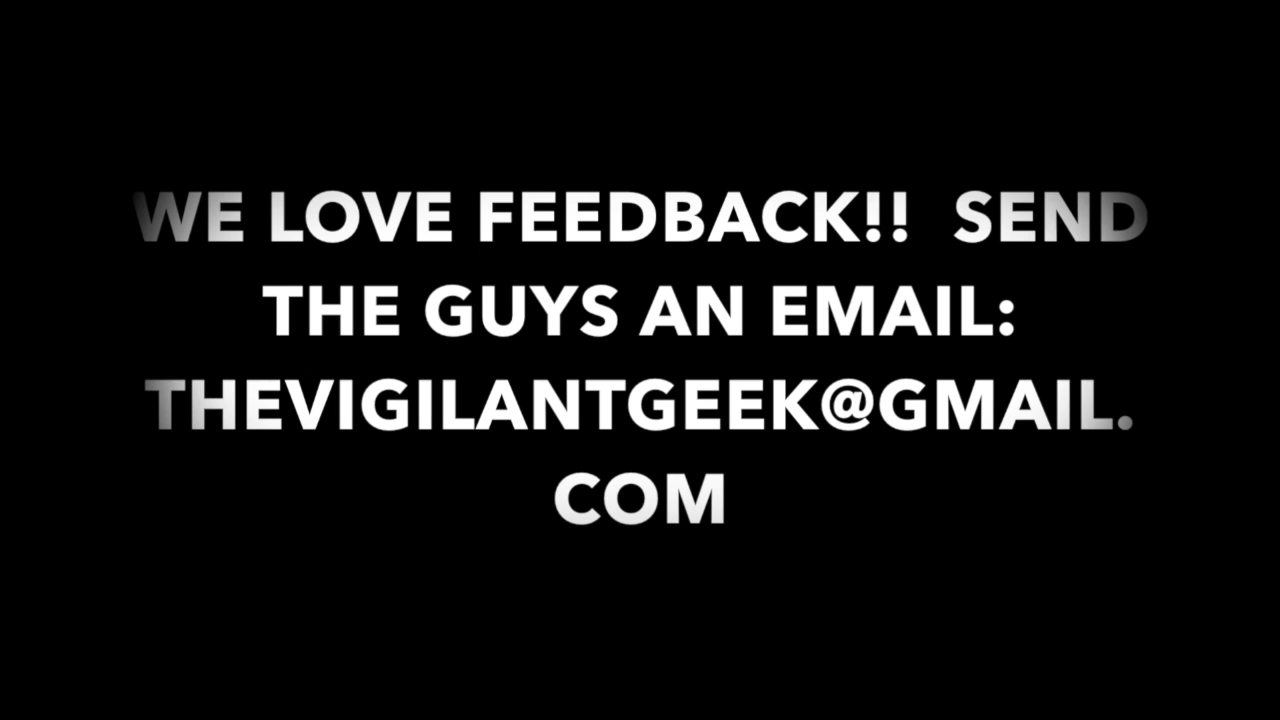 WE LOVE FEEDBACK!!  SEND
THE GUYS AN EMAIL:
THEVIGILANTGEEK@GMAIL.
COM